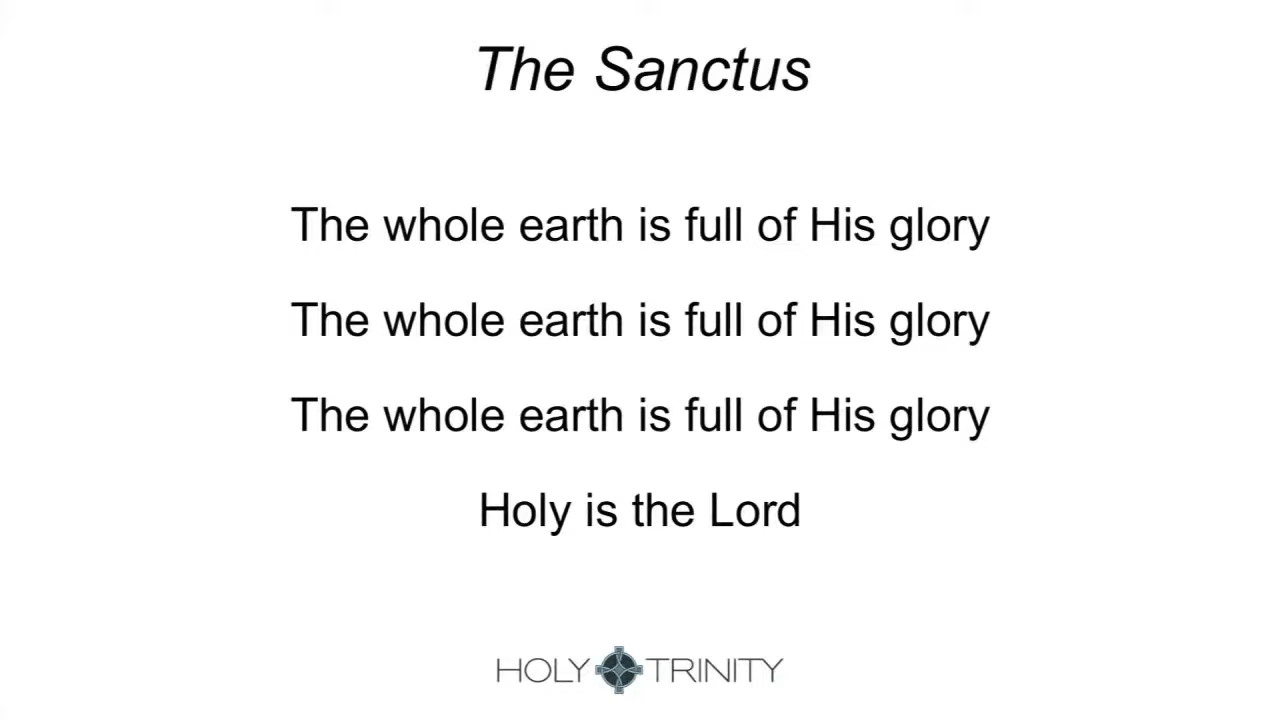 The Sanctus
The whole earth is full of His glory
The whole earth is full of His glory
The whole earth is full of His glory
Holy is the Lord
HOLY TRINITY